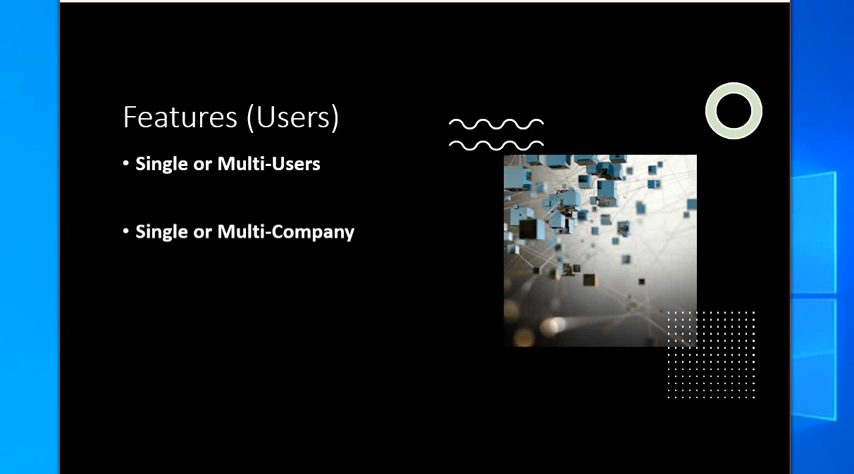 Features (Users)
• Single or Multi-Users
• Single or Multi-Company